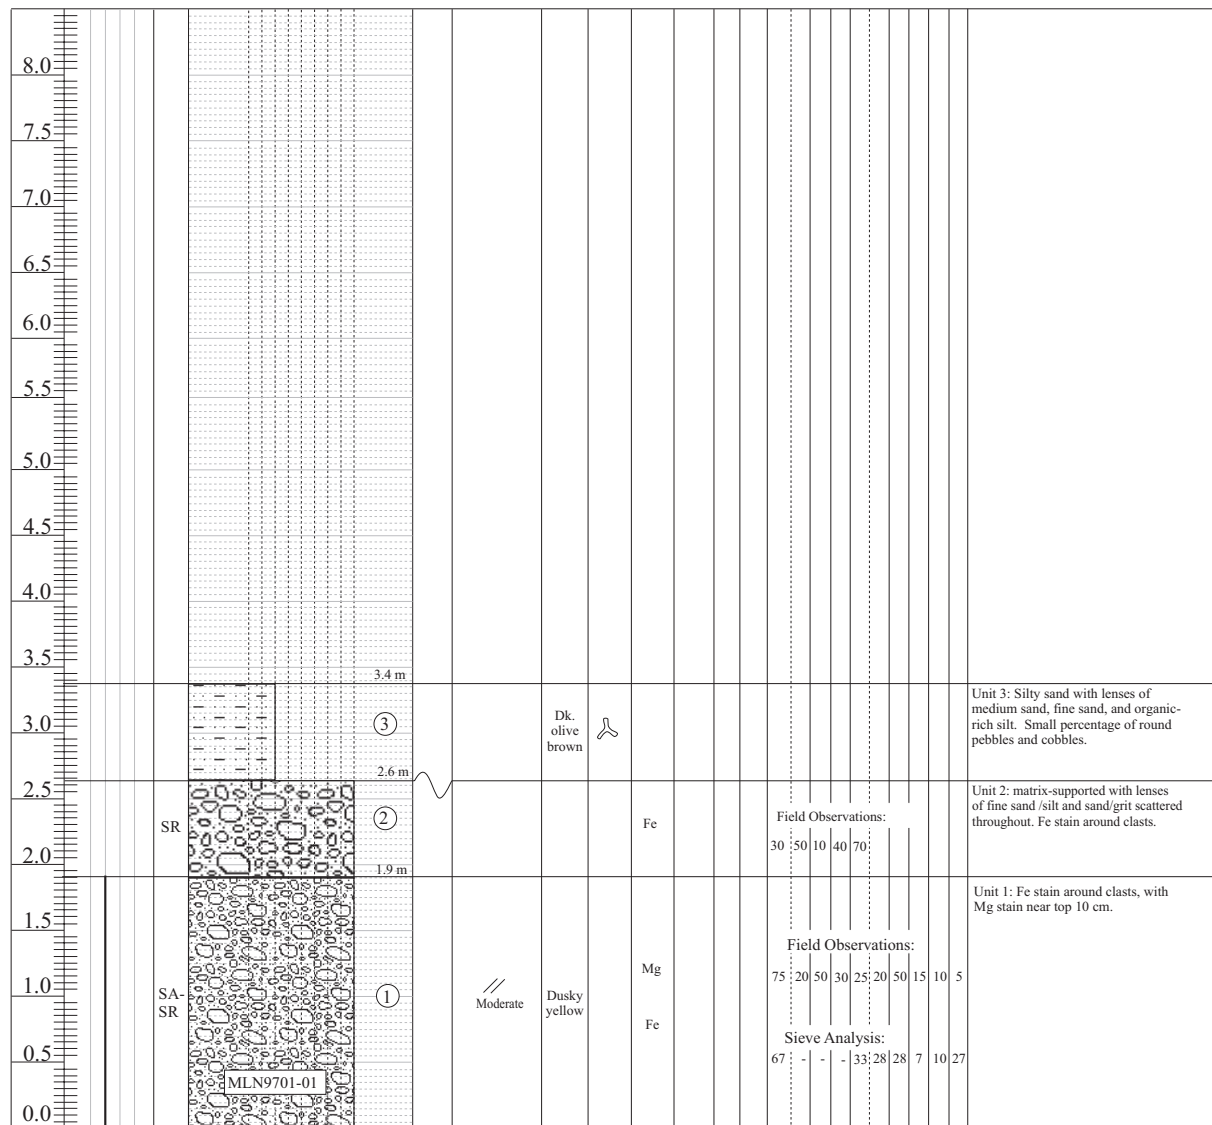 8.0
7.5
7.0
6.5
6.0
5.5
5.0
4.5
4.0
3.5
3.4 m
3.0
3
Dk.
olive
brown
Unit 3: Silty sand with lenses of
medium sand, fine sand, and organic-
rich silt. Small percentage of round
pebbles and cobbles.
2.6 m
2.5
SR
2
Fe
Field Observations:
30 50 10 40 70
Unit 2: matrix-supported with lenses
of fine sand /silt and sand/grit scattered
throughout. Fe stain around clasts.
2.0
1.9 m
1.5
Unit 1: Fe stain around clasts, with
Mg stain near top 10 cm.
1.0
SA-
SR
1
Moderate
Dusky
yellow
Mg
Fe
Field Observations:
75 20 50 30 25 20 50 15 10 5
Sieve Analysis:
67 - - - 33 28 28 7 10 27
0.5
MLN9701-01
0.0